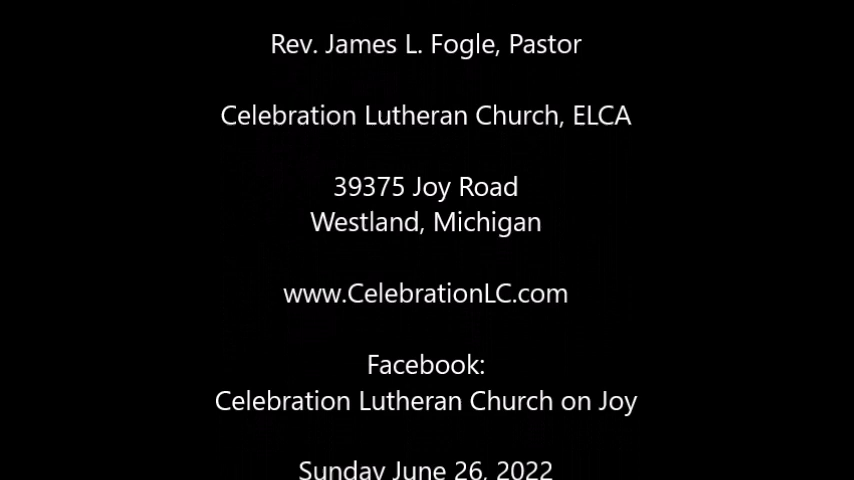 Rev. James L. Fogle, Pastor
Celebration Lutheran Church, ELCA
39375 Joy Road
Westland, Michigan
www.CelebrationLC.com
Facebook:
Celebration Lutheran Church on Joy
Sunday June 26, 2022